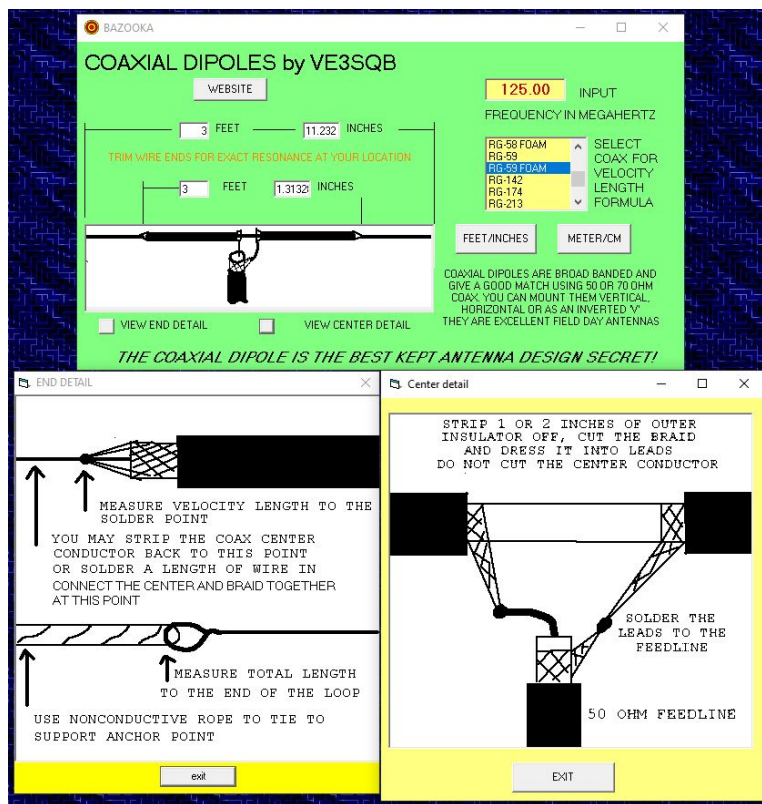 BAZOOKA
COAXIAL DIPOLES by VE3SQB
WEBSITE
125.00 INPUT
FREQUENCY IN MEGAHERTZ
3 FEET 11.232 INCHES
TRIM WIRE ENDS FOR EXACT RESONANCE AT YOUR LOCATION
3 FEET 1.3132 INCHES
RG-58 FOAM
RG-59
RG-59 FOAM
RG-142
RG-174
RG-213
SELECT
COAX FOR
VELOCITY
LENGTH
FORMULA
FEET/INCHES METER/CM
COAXIAL DIPOLES ARE BROAD BANDED AND
GIVE A GOOD MATCH USING 50 OR 70 OHM
COAX. YOU CAN MOUNT THEM VERTICAL,
HORIZONTAL OR AS AN INVERTED 'V'
THEY ARE EXCELLENT FIELD DAY ANTENNAS
VIEW END DETAIL VIEW CENTER DETAIL
THE COAXIAL DIPOLE IS THE BEST KEPT ANTENNA DESIGN SECRET!
END DETAIL
MEASURE VELOCITY LENGTH TO THE
SOLDER POINT
YOU MAY STRIP THE COAX CENTER
CONDUCTOR BACK TO THIS POINT
OR SOLDER A LENGTH OF WIRE IN
CONNECT THE CENTER AND BRAID TOGETHER
AT THIS POINT
MEASURE TOTAL LENGTH
TO THE END OF THE LOOP
USE NONCONDUCTIVE ROPE TO TIE TO
SUPPORT ANCHOR POINT
exit
Center detail
STRIP 1 OR 2 INCHES OF OUTER
INSULATOR OFF, CUT THE BRAID
AND DRESS IT INTO LEADS
DO NOT CUT THE CENTER CONDUCTOR
SOLDER THE
LEADS TO THE
FEEDLINE
50 OHM FEEDLINE
EXIT